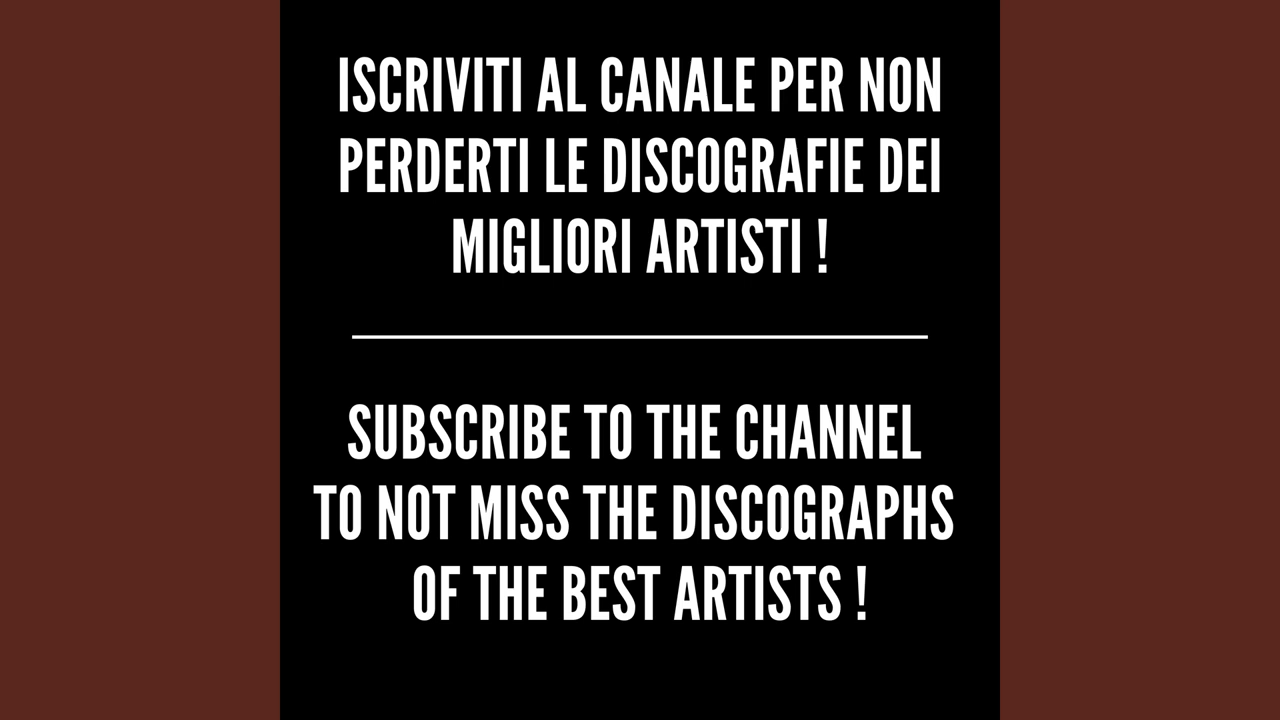 ISCRIVITI AL CANALE PER NON
PERDERTI LE DISCOGRAFIE DEI
MIGLIORI ARTISTI !
SUBSCRIBE TO THE CHANNEL
TO NOT MISS THE DISCOGRAPHS
OF THE BEST ARTISTS !